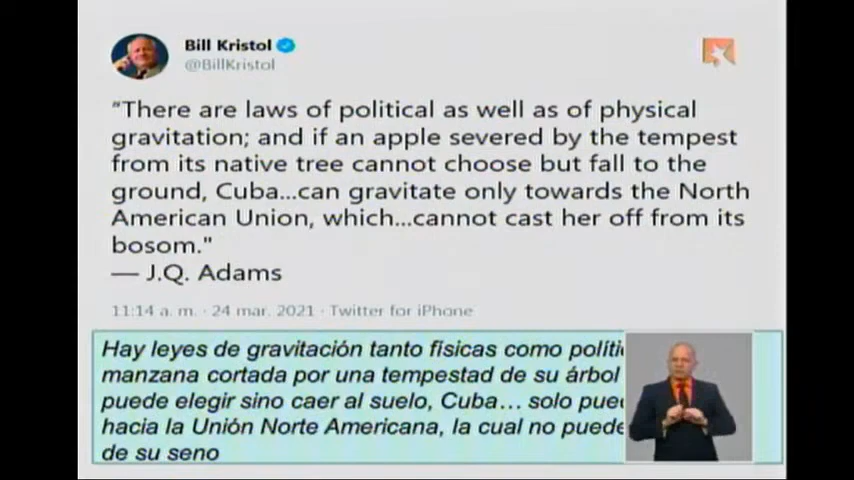 Bill Kristol
@BillKristol
"There are laws of political as well as of physical
gravitation; and if an apple severed by the tempest
from its native tree cannot choose but fall to the
ground, Cuba...can gravitate only towards the North
American Union, which...cannot cast her off from its
bosom."
— J.Q. Adams
11:14 a. m. · 24 mar. 2021 · Twitter for iPhone
Hay leyes de gravitación tanto físicas como políti
manzana cortada por una tempestad de su árbol
puede elegir sino caer al suelo, Cuba... solo pue
hacia la Unión Norte Americana, la cual no puede
de su seno